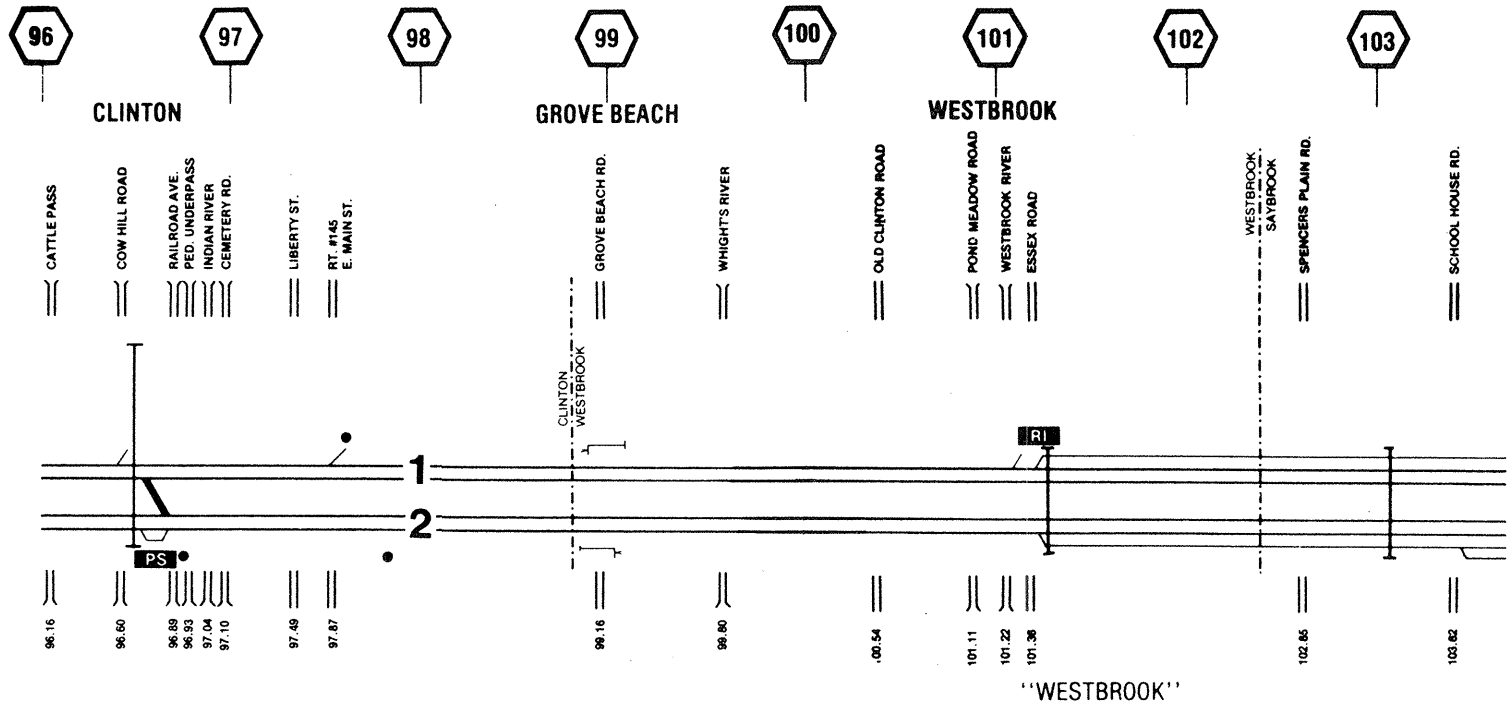 96
97
98
99
100
101
102
103
CLINTON
GROVE BEACH
WESTBROOK
CATTLE PASS
COW HILL ROAD
RAILROAD AVE.
PED. UNDERPASS
INDIAN RIVER
CEMETERY RD.
LIBERTY ST.
RT. #145
E. MAIN ST.
GROVE BEACH RD.
WHIGHT'S RIVER
OLD CLINTON ROAD
POND MEADOW ROAD
WESTBROOK RIVER
ESSEX ROAD
WESTBROOK
SAYBROOK
SPENCERS PLAIN RD.
SCHOOL HOUSE RD.
CLINTON
WESTBROOK
RI
1
2
PS
96.16
96.60
96.89
96.93
97.04
97.10
97.49
97.87
99.16
99.80
.00.54
101.11
101.22
101.36
102.85
103.62
''WESTBROOK''